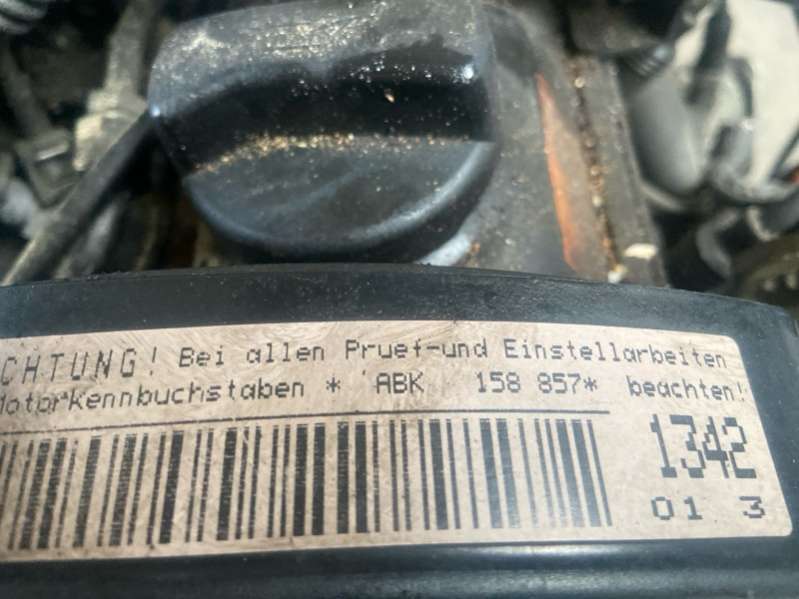 CHTUNG! Bei allen Pruef-und Einstellarbeiten
Motorkennbuchstaben * ABK 158 857* beachten!
1342
01 3